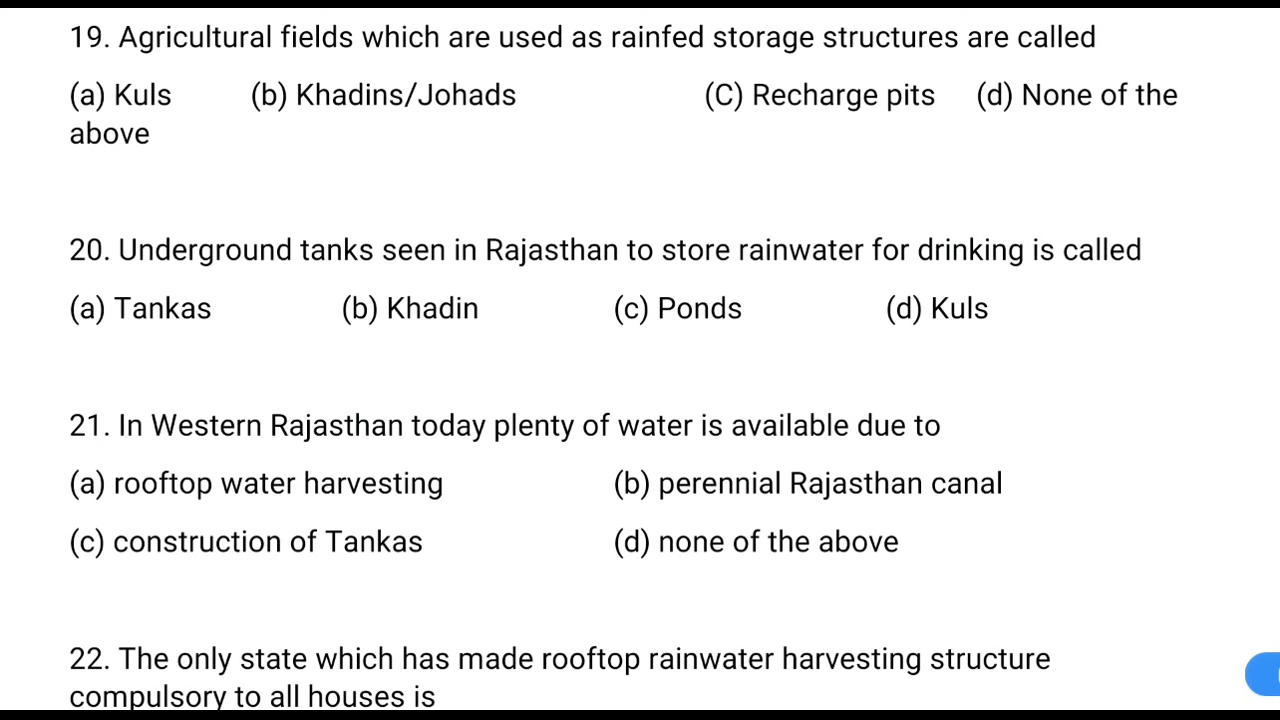 19. Agricultural fields which are used as rainfed storage structures are called
(a) Kuls (b) Khadins/Johads (C) Recharge pits (d) None of the
above
20. Underground tanks seen in Rajasthan to store rainwater for drinking is called
(a) Tankas (b) Khadin (c) Ponds (d) Kuls
21. In Western Rajasthan today plenty of water is available due to
(a) rooftop water harvesting (b) perennial Rajasthan canal
(c) construction of Tankas (d) none of the above
22. The only state which has made rooftop rainwater harvesting structure
compulsory to all houses is